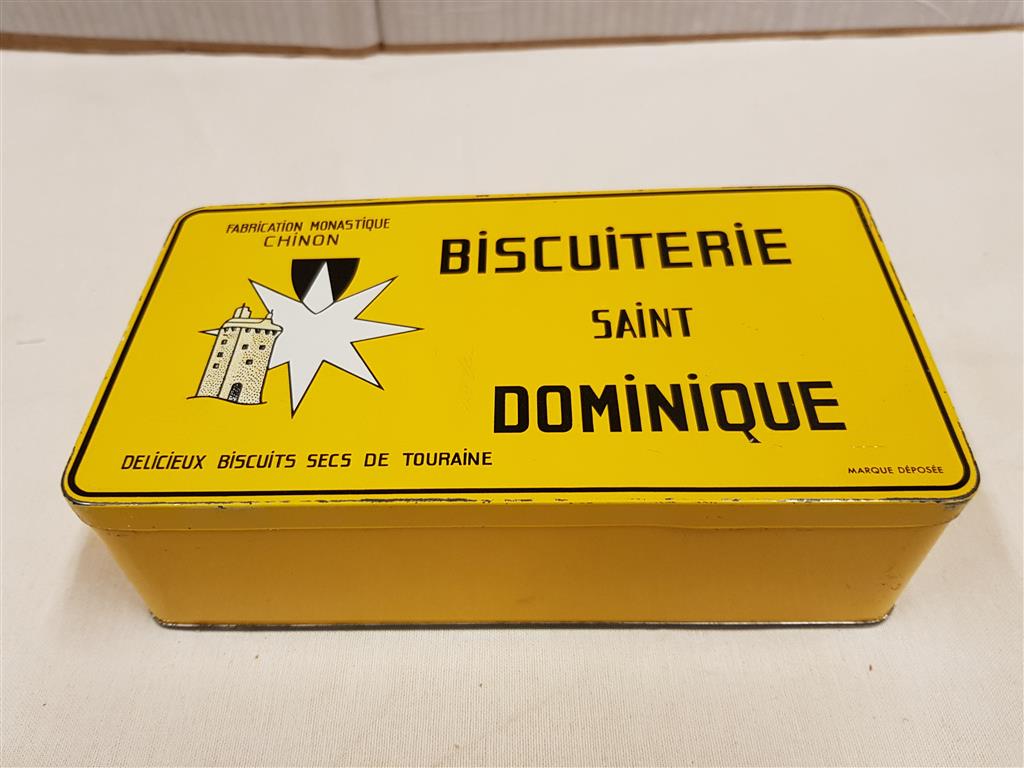 FABRICATION MONASTIQUE
CHINON
BISCUITERIE
SAINT
DOMINIQUE
DELICIEUX BISCUITS SECS DE TOURAINE
MARQUE DÉPOSÉE